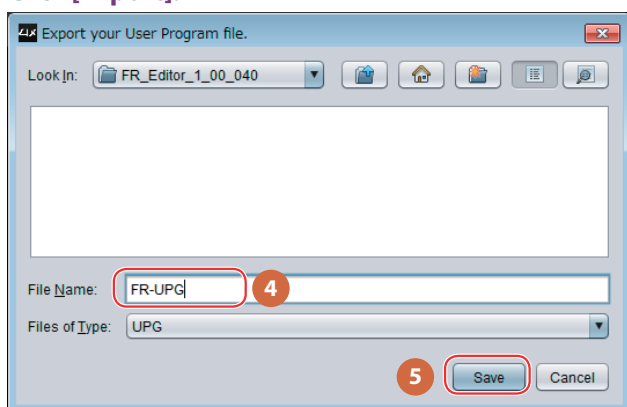 Export your User Program file.
Look In: FR_Editor_1_00_040
File Name: FR-UPG 4
Files of Type: UPG
5 Save Cancel